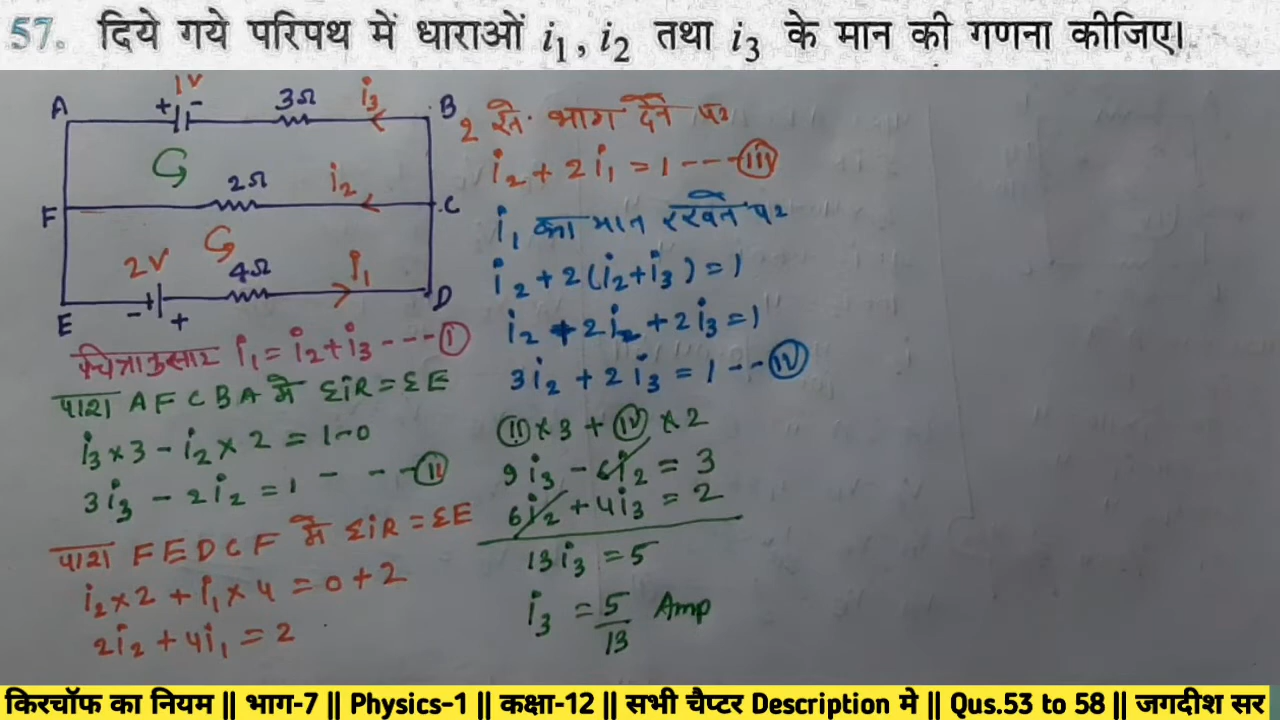 57. दिये गये परिपथ में धाराओं i₁, i₂ तथा i₃ के मान की गणना कीजिए।
A + 1V - 3Ω i₃ B
2Ω i₂
F C
2V 4Ω i₁
E - + D
चित्रानुसार i₁ = i₂ + i₃ ---- (i)
पाश A F C B A में ΣiR = ΣE
i₃ × 3 - i₂ × 2 = 1 - 0
3i₃ - 2i₂ = 1 - - - - (ii)
पाश F E D C F में ΣiR = ΣE
i₂ × 2 + i₁ × 4 = 0 + 2
2i₂ + 4i₁ = 2
2 से भाग देने पर
i₂ + 2i₁ = 1 ---- (iii)
i₁ का मान रखने पर
i₂ + 2(i₂ + i₃) = 1
i₂ + 2i₂ + 2i₃ = 1
3i₂ + 2i₃ = 1 --- (iv)
(ii) × 3 + (iv) × 2
9i₃ - 6i₂ = 3
6i₂ + 4i₃ = 2
13i₃ = 5
i₃ = 5/13 Amp
किरचॉफ का नियम || भाग-7 || Physics-1 || कक्षा-12 || सभी चैप्टर Description मे || Qus.53 to 58 || जगदीश सर